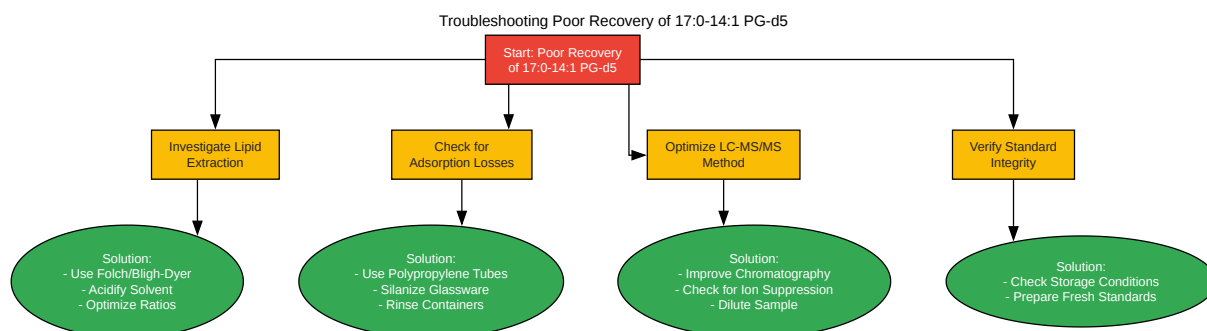 Troubleshooting Poor Recovery of 17:0-14:1 PG-d5
Start: Poor Recovery
of 17:0-14:1 PG-d5
Investigate Lipid
Extraction
Check for
Adsorption Losses
Optimize LC-MS/MS
Method
Verify Standard
Integrity
Solution:
- Use Folch/Bligh-Dyer
- Acidify Solvent
- Optimize Ratios
Solution:
- Use Polypropylene Tubes
- Silanize Glassware
- Rinse Containers
Solution:
- Improve Chromatography
- Check for Ion Suppression
- Dilute Sample
Solution:
- Check Storage Conditions
- Prepare Fresh Standards